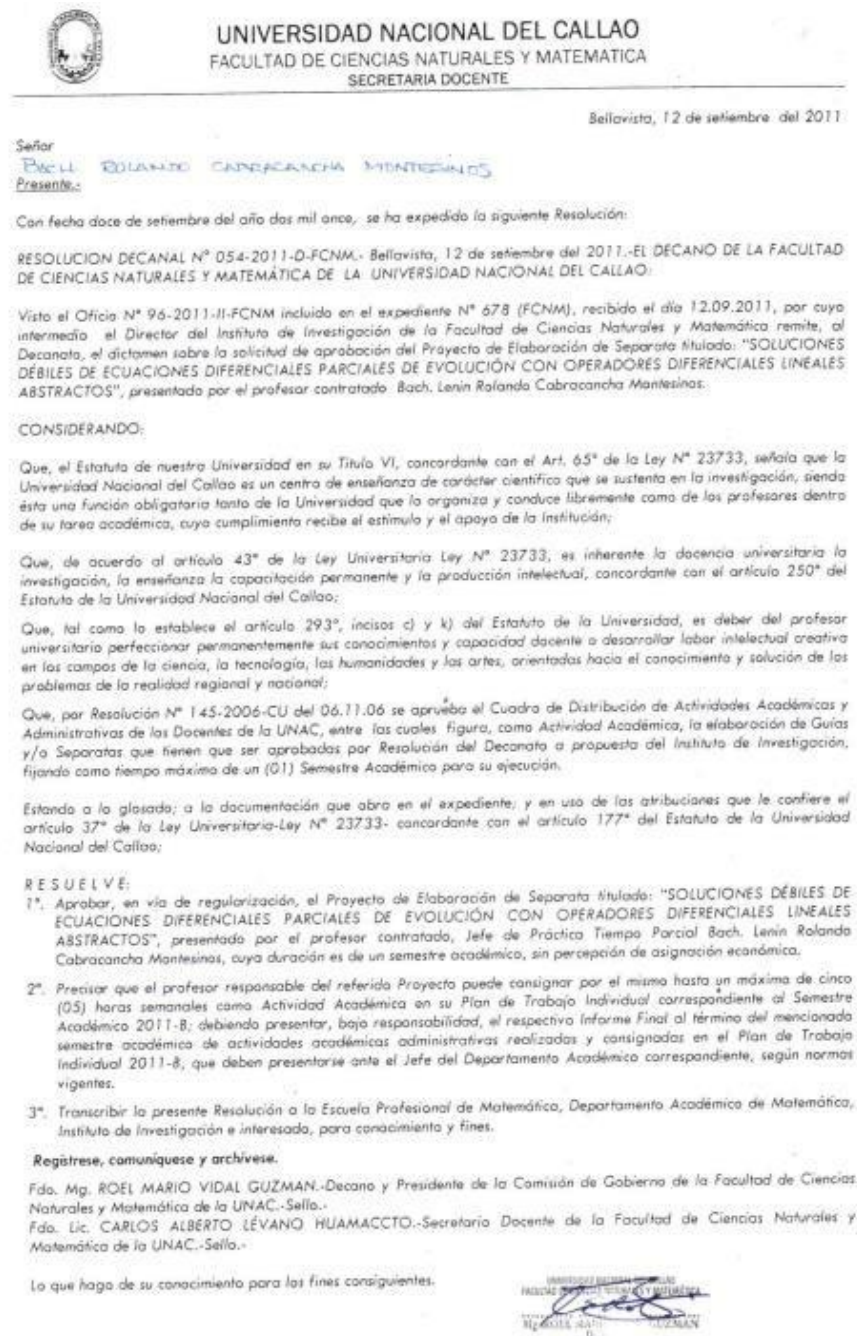 UNIVERSIDAD NACIONAL DEL CALLAO
FACULTAD DE CIENCIAS NATURALES Y MATEMATICA
SECRETARIA DOCENTE
Bellavista, 12 de setiembre del 2011
Señor
BACH ROLANDO CABRACANCHA MONTESINOS
Presente.-
Con fecha doce de setiembre del año dos mil once, se ha expedido la siguiente Resolución:
RESOLUCION DECANAL N° 054-2011-D-FCNM.- Bellavista, 12 de setiembre del 2011.-EL DECANO DE LA FACULTAD
DE CIENCIAS NATURALES Y MATEMÁTICA DE LA UNIVERSIDAD NACIONAL DEL CALLAO:
Visto el Oficio N° 96-2011-II-FCNM incluido en el expediente N° 678 (FCNM), recibido el día 12.09.2011, por cuyo
intermedio el Director del Instituto de Investigación de la Facultad de Ciencias Naturales y Matemática remite, al
Decanato, el dictamen sobre la solicitud de aprobación del Proyecto de Elaboración de Separata titulado: "SOLUCIONES
DÉBILES DE ECUACIONES DIFERENCIALES PARCIALES DE EVOLUCIÓN CON OPERADORES DIFERENCIALES LINEALES
ABSTRACTOS", presentado por el profesor contratado Bach. Lenin Rolando Cabracancha Montesinos.
CONSIDERANDO:
Que, el Estatuto de nuestra Universidad en su Titulo VI, concordante con el Art. 65° de la Ley N° 23733, señala que la
Universidad Nacional del Callao es un centro de enseñanza de carácter científico que se sustenta en la investigación, siendo
ésta una función obligatoria tanto de la Universidad que la organiza y conduce libremente como de los profesores dentro
de su tarea académica, cuyo cumplimiento recibe el estímulo y el apoyo de la Institución;
Que, de acuerdo al artículo 43° de la Ley Universitaria Ley N° 23733, es inherente la docencia universitaria la
investigación, la enseñanza la capacitación permanente y la producción intelectual, concordante con el artículo 250° del
Estatuto de la Universidad Nacional del Callao;
Que, tal como lo establece el artículo 293°, incisos c) y k) del Estatuto de la Universidad, es deber del profesor
universitario perfeccionar permanentemente sus conocimientos y capacidad docente o desarrollar labor intelectual creativa
en los campos de la ciencia, la tecnología, las humanidades y las artes, orientadas hacia el conocimiento y solución de los
problemas de la realidad regional y nacional;
Que, por Resolución N° 145-2006-CU del 06.11.06 se aprueba el Cuadro de Distribución de Actividades Académicas y
Administrativas de los Docentes de la UNAC, entre las cuales figura, como Actividad Académica, la elaboración de Guías
y/o Separatas que tienen que ser aprobadas por Resolución del Decanato a propuesta del Instituto de Investigación,
fijando como tiempo máximo de un (01) Semestre Académico para su ejecución.
Estando a lo glosado; a la documentación que obra en el expediente; y en uso de las atribuciones que le confiere el
artículo 37° de la Ley Universitaria-Ley N° 23733- concordante con el artículo 177° del Estatuto de la Universidad
Nacional del Callao;
R E S U E L V E:
1°. Aprobar, en vía de regularización, el Proyecto de Elaboración de Separata titulado: "SOLUCIONES DÉBILES DE
ECUACIONES DIFERENCIALES PARCIALES DE EVOLUCIÓN CON OPERADORES DIFERENCIALES LINEALES
ABSTRACTOS", presentado por el profesor contratado, Jefe de Práctica Tiempo Parcial Bach. Lenin Rolando
Cabracancha Montesinos, cuya duración es de un semestre académico, sin percepción de asignación económica.
2°. Precisar que el profesor responsable del referido Proyecto puede consignar por el mismo hasta un máximo de cinco
(05) horas semanales como Actividad Académica en su Plan de Trabajo Individual correspondiente al Semestre
Académico 2011-B; debiendo presentar, bajo responsabilidad, el respectivo Informe Final al término del mencionado
semestre académico de actividades académicas administrativas realizadas y consignadas en el Plan de Trabajo
Individual 2011-B, que deben presentarse ante el Jefe del Departamento Académico correspondiente, según normas
vigentes.
3°. Transcribir la presente Resolución a la Escuela Profesional de Matemática, Departamento Académico de Matemática,
Instituto de Investigación e interesado, para conocimiento y fines.
Regístrese, comuníquese y archívese.
Fdo. Mg. ROEL MARIO VIDAL GUZMAN.-Decano y Presidente de la Comisión de Gobierno de la Facultad de Ciencias
Naturales y Matemática de la UNAC.-Sello.-
Fdo. Lic. CARLOS ALBERTO LÉVANO HUAMACCTO.-Secretario Docente de la Facultad de Ciencias Naturales y
Matemática de la UNAC.-Sello.-
Lo que hago de su conocimiento para los fines consiguientes.
UNIVERSIDAD NACIONAL DEL CALLAO
FACULTAD NATURALES Y MATEMATICA
Mg. ROEL GUZMAN